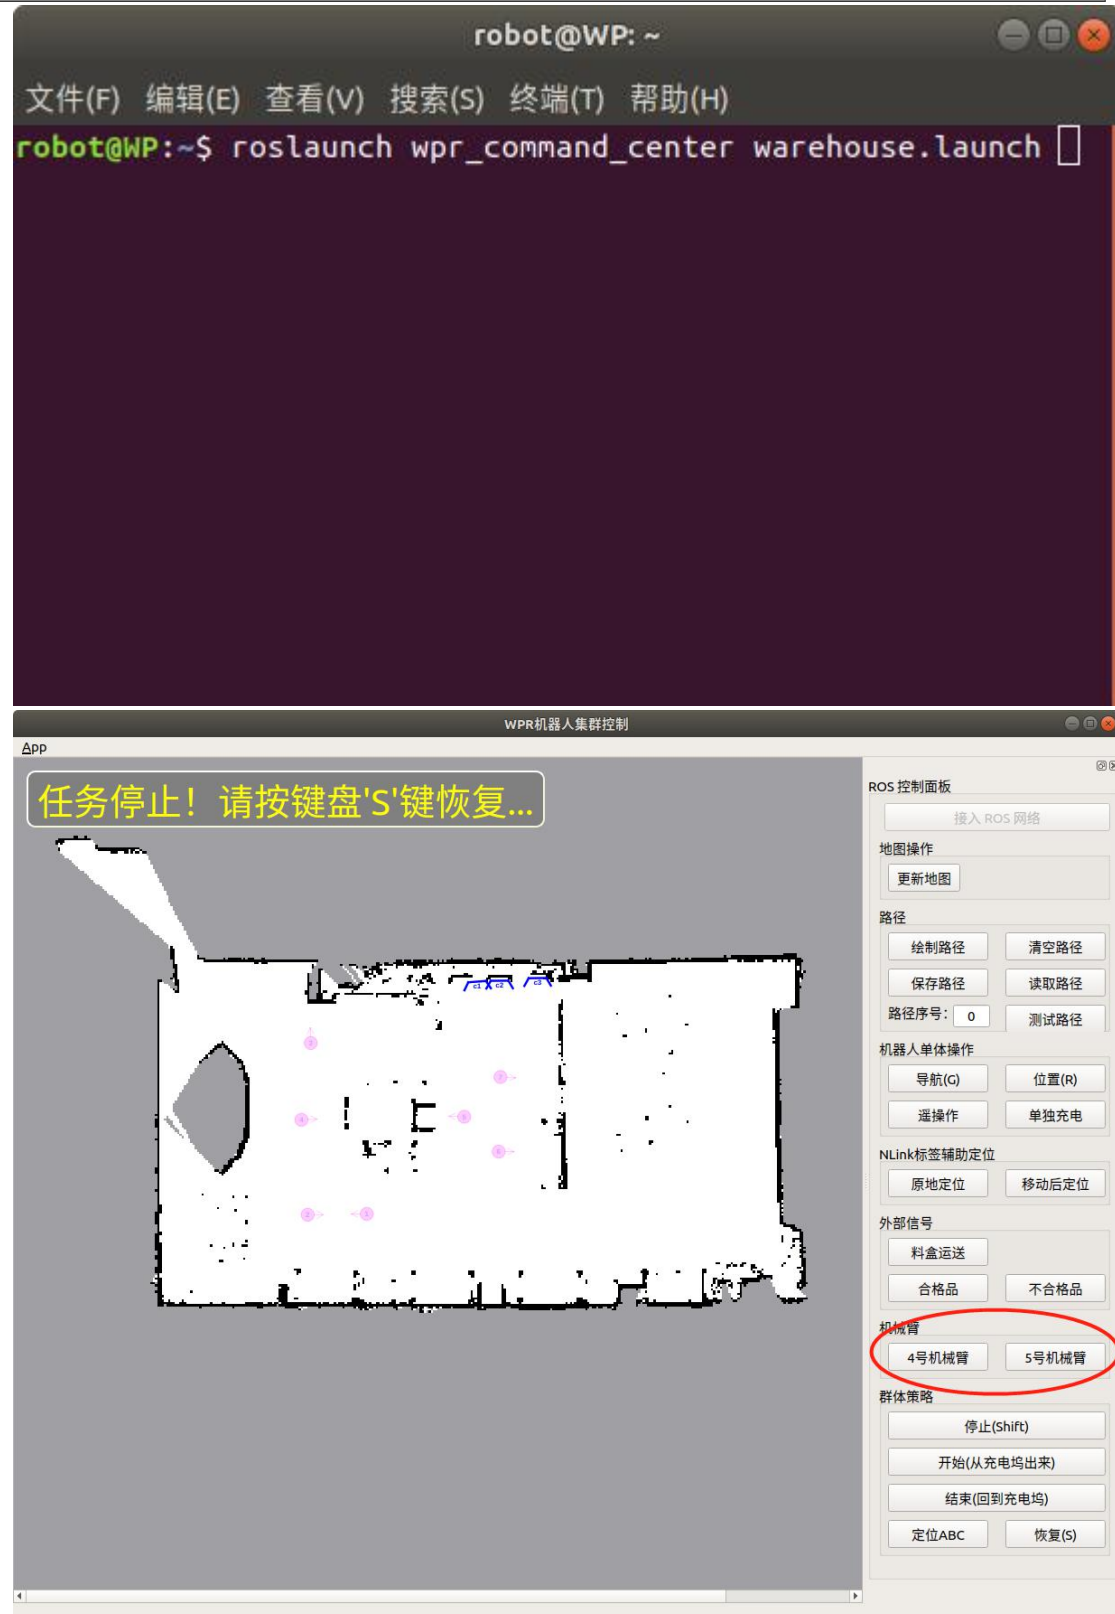 robot@WP: ~
文件(F) 编辑(E) 查看(V) 搜索(S) 终端(T) 帮助(H)
robot@WP:~$ roslaunch wpr_command_center warehouse.launch
WPR机器人集群控制
App
任务停止！请按键盘'S'键恢复...
c1 c2 c3
ROS 控制面板
接入 ROS 网络
地图操作
更新地图
路径
绘制路径 清空路径
保存路径 读取路径
路径序号： 0 测试路径
机器人单体操作
导航(G) 位置(R)
遥操作 单独充电
NLink标签辅助定位
原地定位 移动后定位
外部信号
料盒运送
合格品 不合格品
机械臂
4号机械臂 5号机械臂
群体策略
停止(Shift)
开始(从充电坞出来)
结束(回到充电坞)
定位ABC 恢复(S)